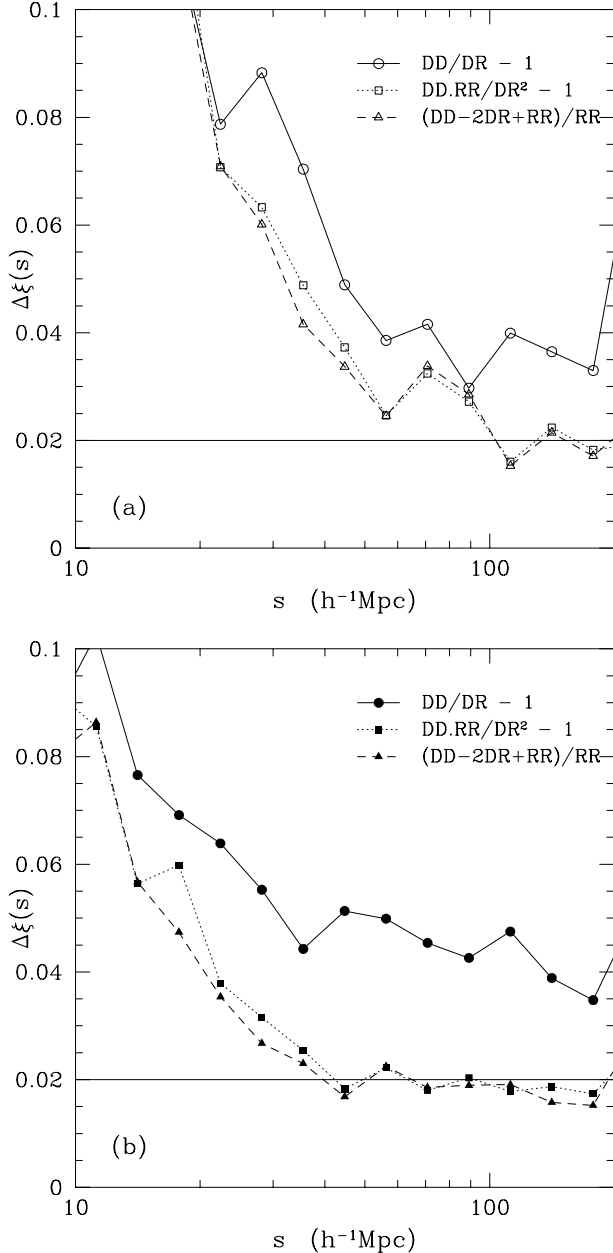 0.1
0.08
0.06
0.04
0.02
0
Δξ(s)
DD/DR − 1
DD.RR/DR² − 1
(DD−2DR+RR)/RR
(a)
10
100
s (h⁻¹Mpc)
0.1
0.08
0.06
0.04
0.02
0
Δξ(s)
DD/DR − 1
DD.RR/DR² − 1
(DD−2DR+RR)/RR
(b)
10
100
s (h⁻¹Mpc)